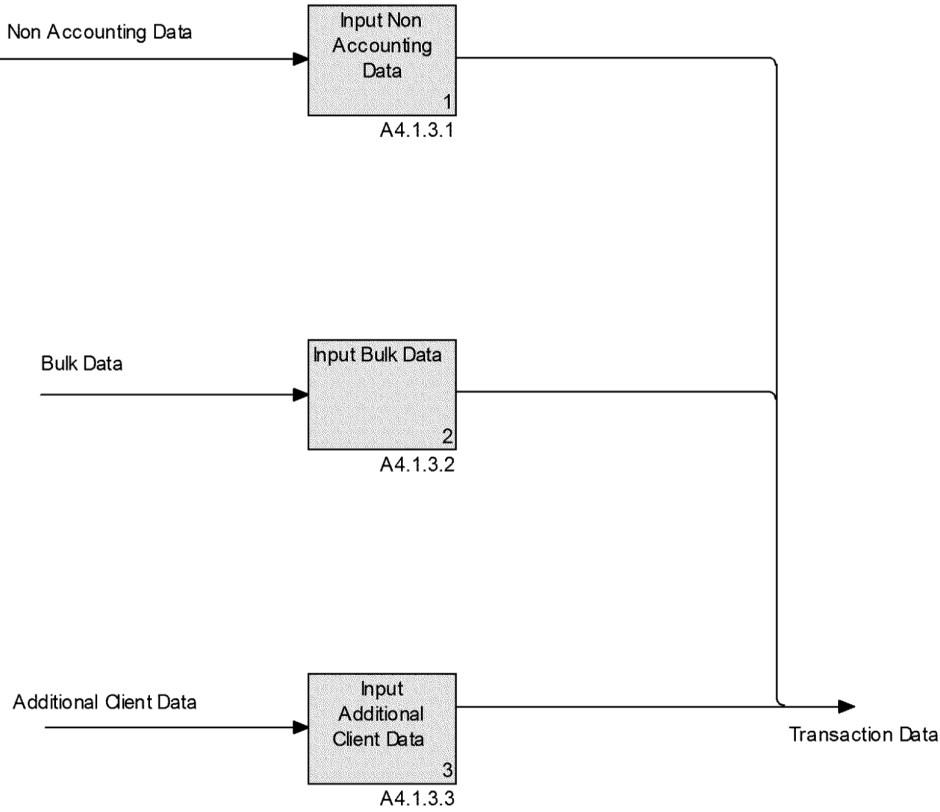 Non Accounting Data
Input Non
Accounting
Data
1
A4.1.3.1
Bulk Data
Input Bulk Data
2
A4.1.3.2
Additional Client Data
Input
Additional
Client Data
3
A4.1.3.3
Transaction Data